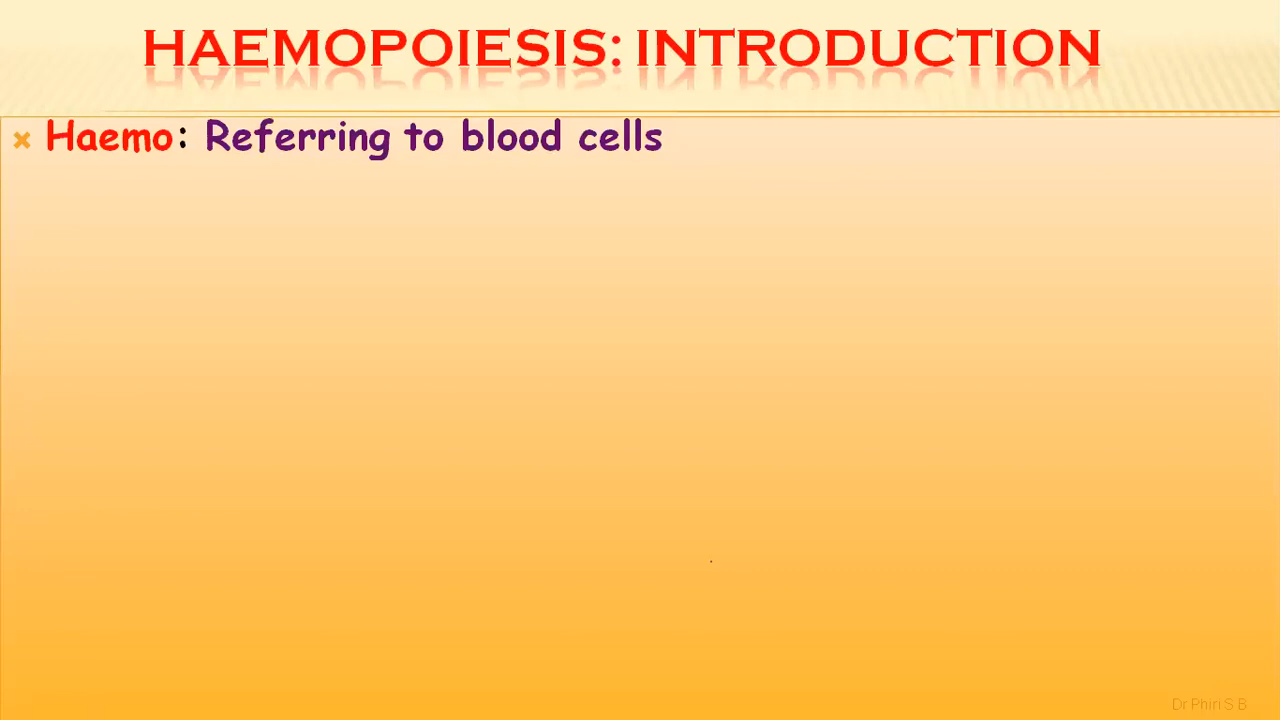 HAEMOPOIESIS: INTRODUCTION
Haemo: Referring to blood cells
Dr Phiri S B